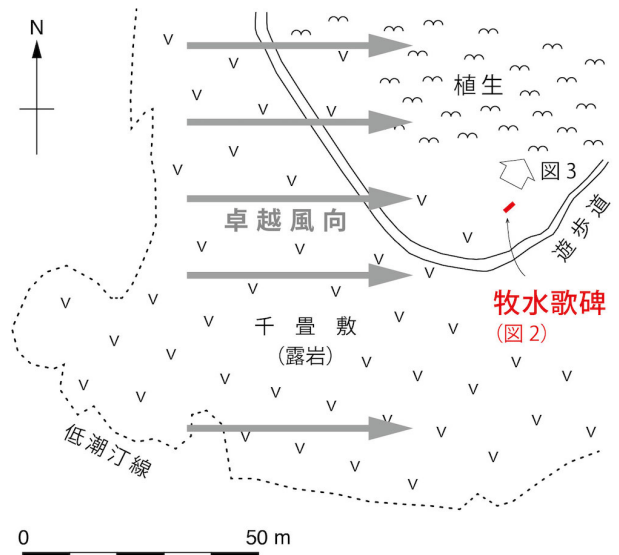 N
植生
図3
卓越風向
遊歩道
牧水歌碑
(図2)
千畳敷
(露岩)
低潮汀線
0 50 m